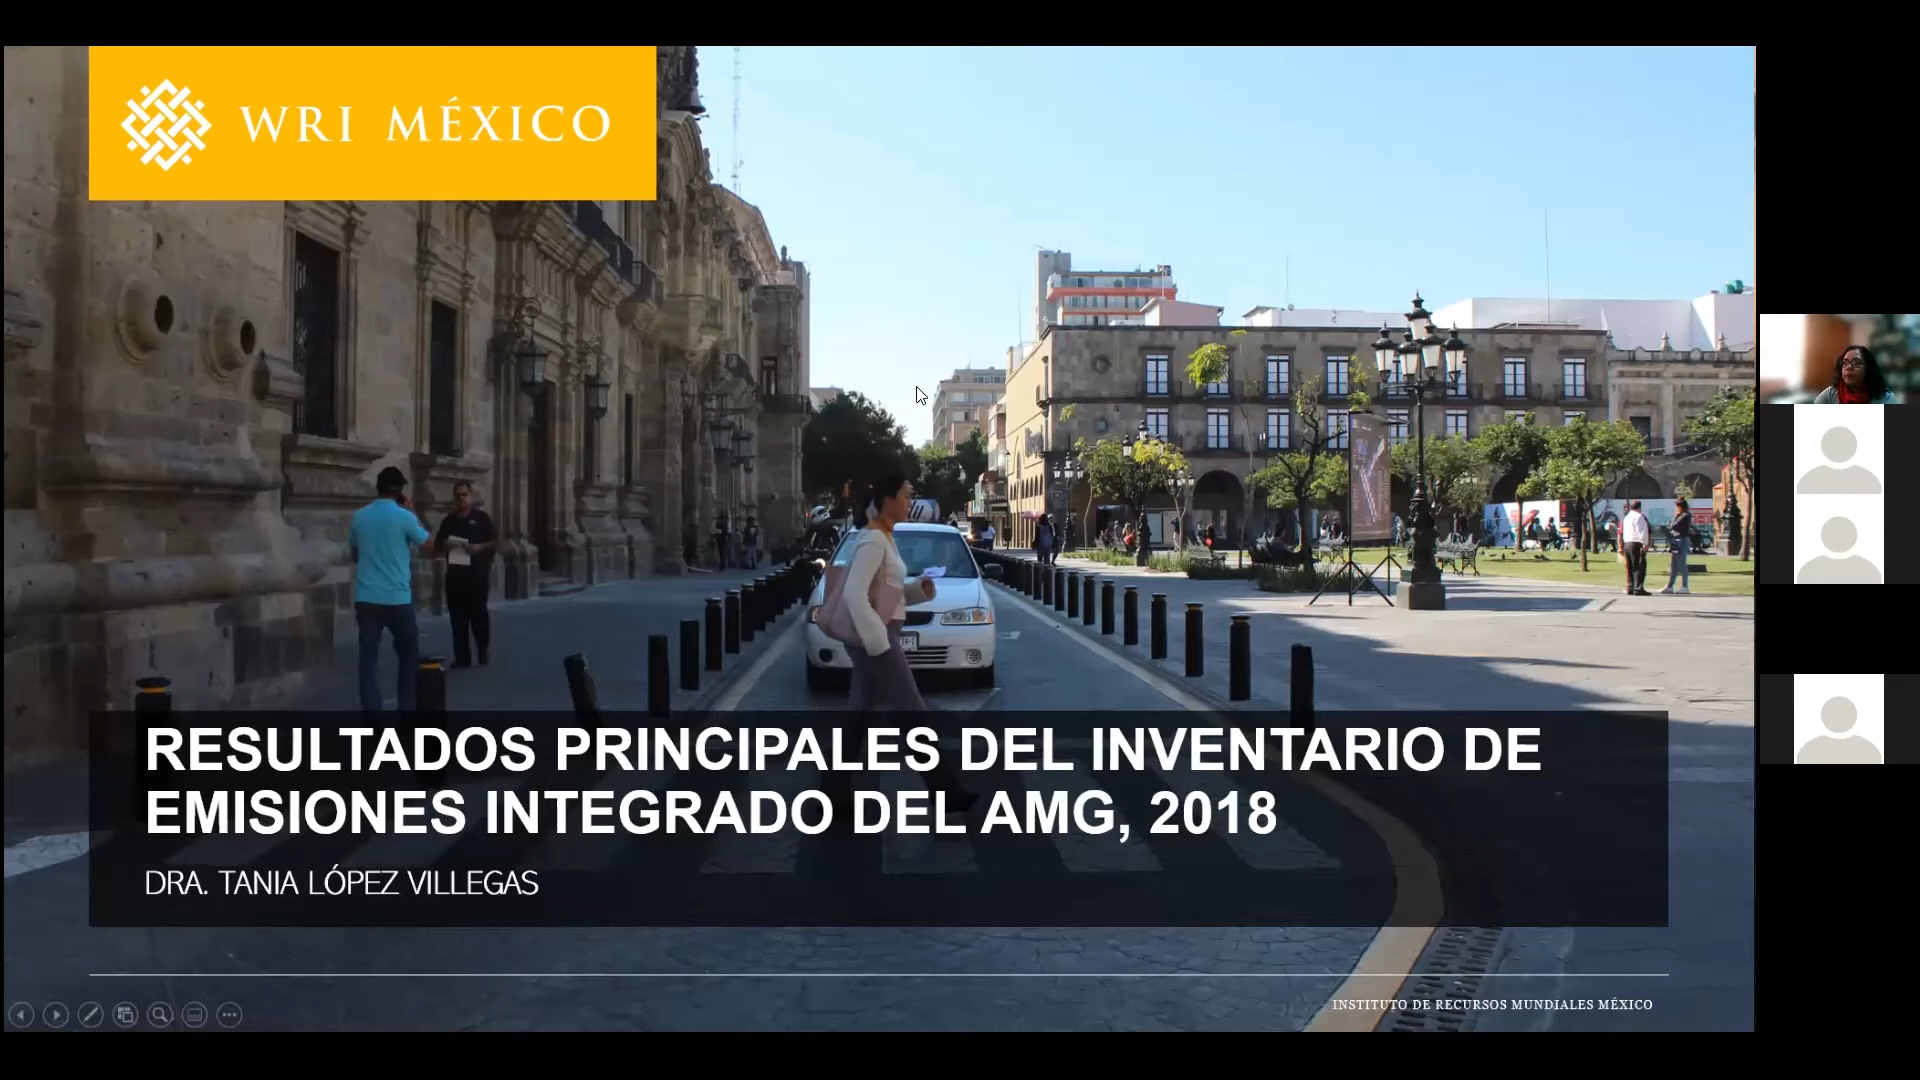 WRI MÉXICO
RESULTADOS PRINCIPALES DEL INVENTARIO DE
EMISIONES INTEGRADO DEL AMG, 2018
DRA. TANIA LÓPEZ VILLEGAS
INSTITUTO DE RECURSOS MUNDIALES MÉXICO